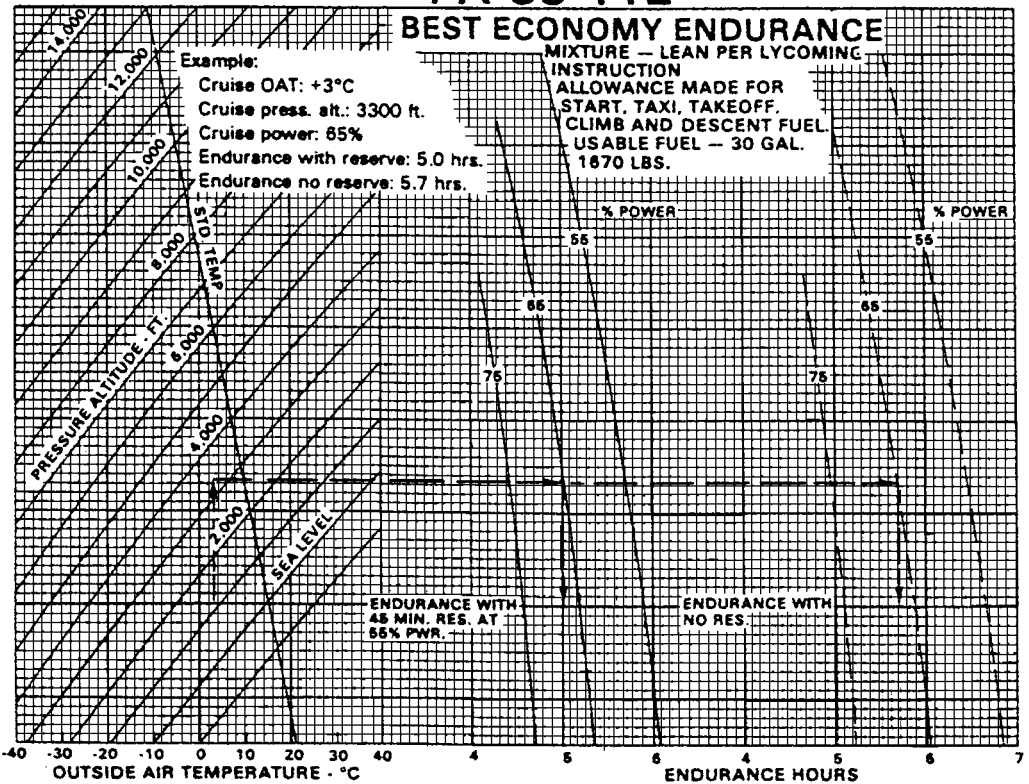 BEST ECONOMY ENDURANCE
MIXTURE — LEAN PER LYCOMING
INSTRUCTION
ALLOWANCE MADE FOR
START, TAXI, TAKEOFF,
CLIMB AND DESCENT FUEL.
USABLE FUEL — 30 GAL.
1670 LBS.
Example:
Cruise OAT: +3°C
Cruise press. alt.: 3300 ft.
Cruise power: 65%
Endurance with reserve: 5.0 hrs.
Endurance no reserve: 5.7 hrs.
14,000
12,000
10,000
8,000
6,000
4,000
2,000
SEA LEVEL
PRESSURE ALTITUDE - FT.
STD TEMP
% POWER
55
65
75
% POWER
55
65
75
ENDURANCE WITH
45 MIN. RES. AT
55% PWR.
ENDURANCE WITH
NO RES.
-40 -30 -20 -10 0 10 20 30 40 4 5 6 4 5 6 7
OUTSIDE AIR TEMPERATURE - °C
ENDURANCE HOURS